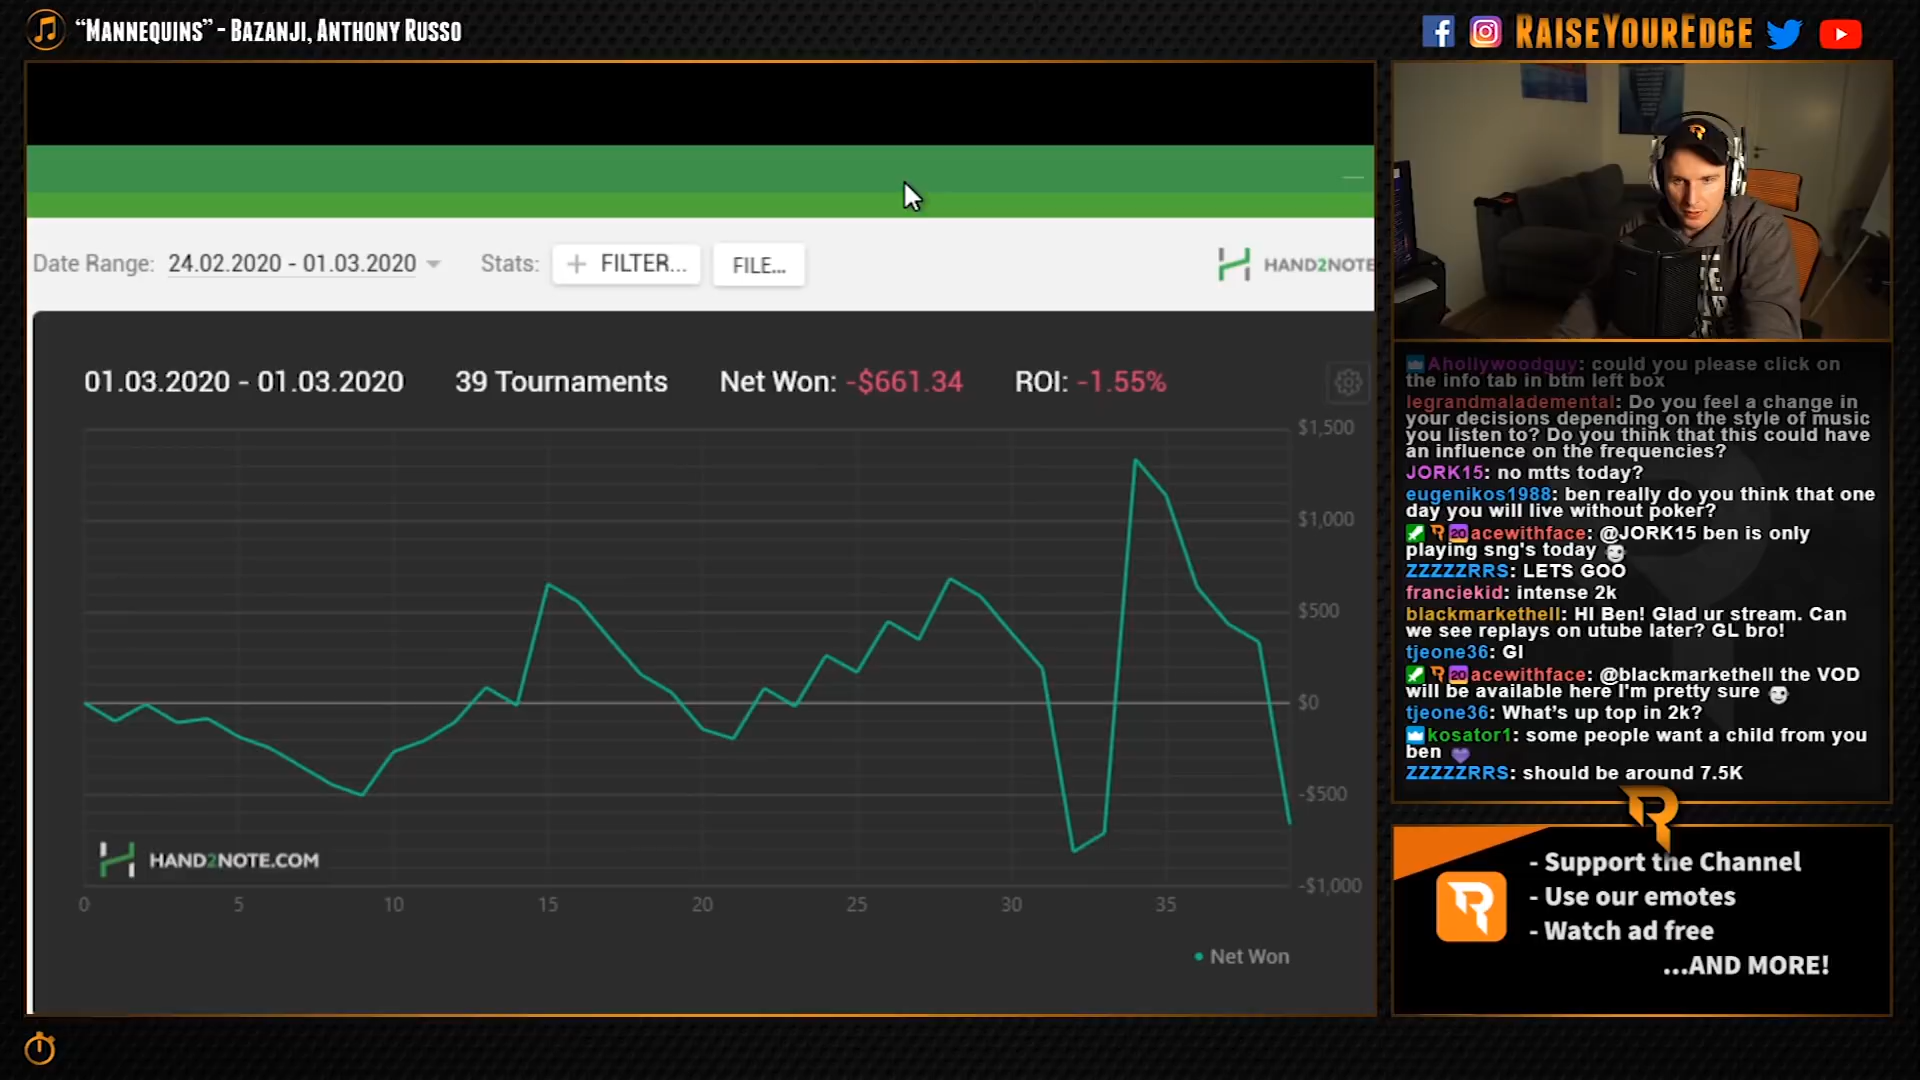 “Mannequins” - Bazanji, Anthony Russo
RaiseYourEdge
Date Range: 24.02.2020 - 01.03.2020 Stats: + FILTER... FILE...
HAND2NOTE
01.03.2020 - 01.03.2020 39 Tournaments Net Won: -$661.34 ROI: -1.55%
$1,500
$1,000
$500
$0
-$500
-$1,000
HAND2NOTE.COM
0 5 10 15 20 25 30 35
Net Won
Ahollywoodguy: could you please click on
the info tab in btm left box
legrandmalademental: Do you feel a change in
your decisions depending on the style of music
you listen to? Do you think that this could have
an influence on the frequencies?
JORK15: no mtts today?
eugenikos1988: ben really do you think that one
day you will live without poker?
20 acewithface: @JORK15 ben is only
playing sng's today
ZZZZZRRS: LETS GOO
franciekid: intense 2k
blackmarkethell: HI Ben! Glad ur stream. Can
we see replays on utube later? GL bro!
tjeone36: Gl
20 acewithface: @blackmarkethell the VOD
will be available here I'm pretty sure
tjeone36: What's up top in 2k?
kosator1: some people want a child from you
ben
ZZZZZRRS: should be around 7.5K
- Support the Channel
- Use our emotes
- Watch ad free
...AND MORE!